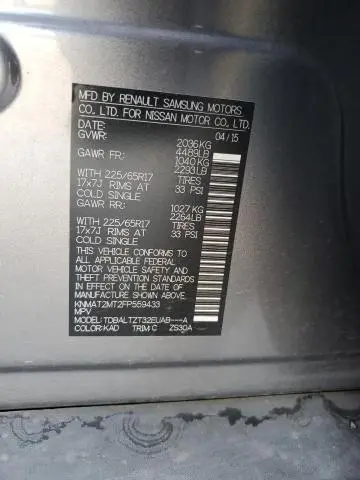 MFD BY RENAULT SAMSUNG MOTORS
CO., LTD. FOR NISSAN MOTOR CO., LTD.
DATE: 04/15
GVWR: 2036KG
4489LB
GAWR FR: 1040KG
2293LB
WITH 225/65R17 TIRES
17x7J RIMS AT 33 PSI
COLD SINGLE
GAWR RR: 1027KG
2264LB
WITH 225/65R17 TIRES
17x7J RIMS AT 33 PSI
COLD SINGLE
THIS VEHICLE CONFORMS TO
ALL APPLICABLE U.S. FEDERAL
MOTOR VEHICLE SAFETY, BUMPER
AND THEFT PREVENTION STANDARDS
IN EFFECT ON THE DATE OF
MANUFACTURE SHOWN ABOVE.
KNMAT2MT2FP559433
MPV
MODEL: TDBALTZT32EUAB---A
COLOR:KAD TRIM:C ZS30A